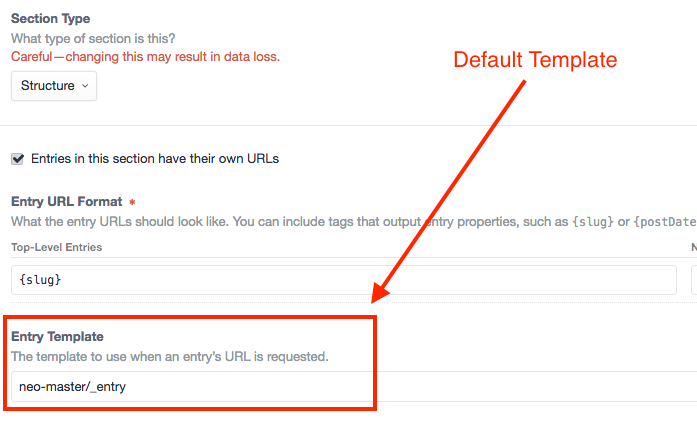 Section Type
What type of section is this?
Careful—changing this may result in data loss.
Default Template
Structure
Entries in this section have their own URLs
Entry URL Format *
What the entry URLs should look like. You can include tags that output entry properties, such as {slug} or {postDate
Top-Level Entries
N
{slug}
Entry Template
The template to use when an entry's URL is requested.
neo-master/_entry